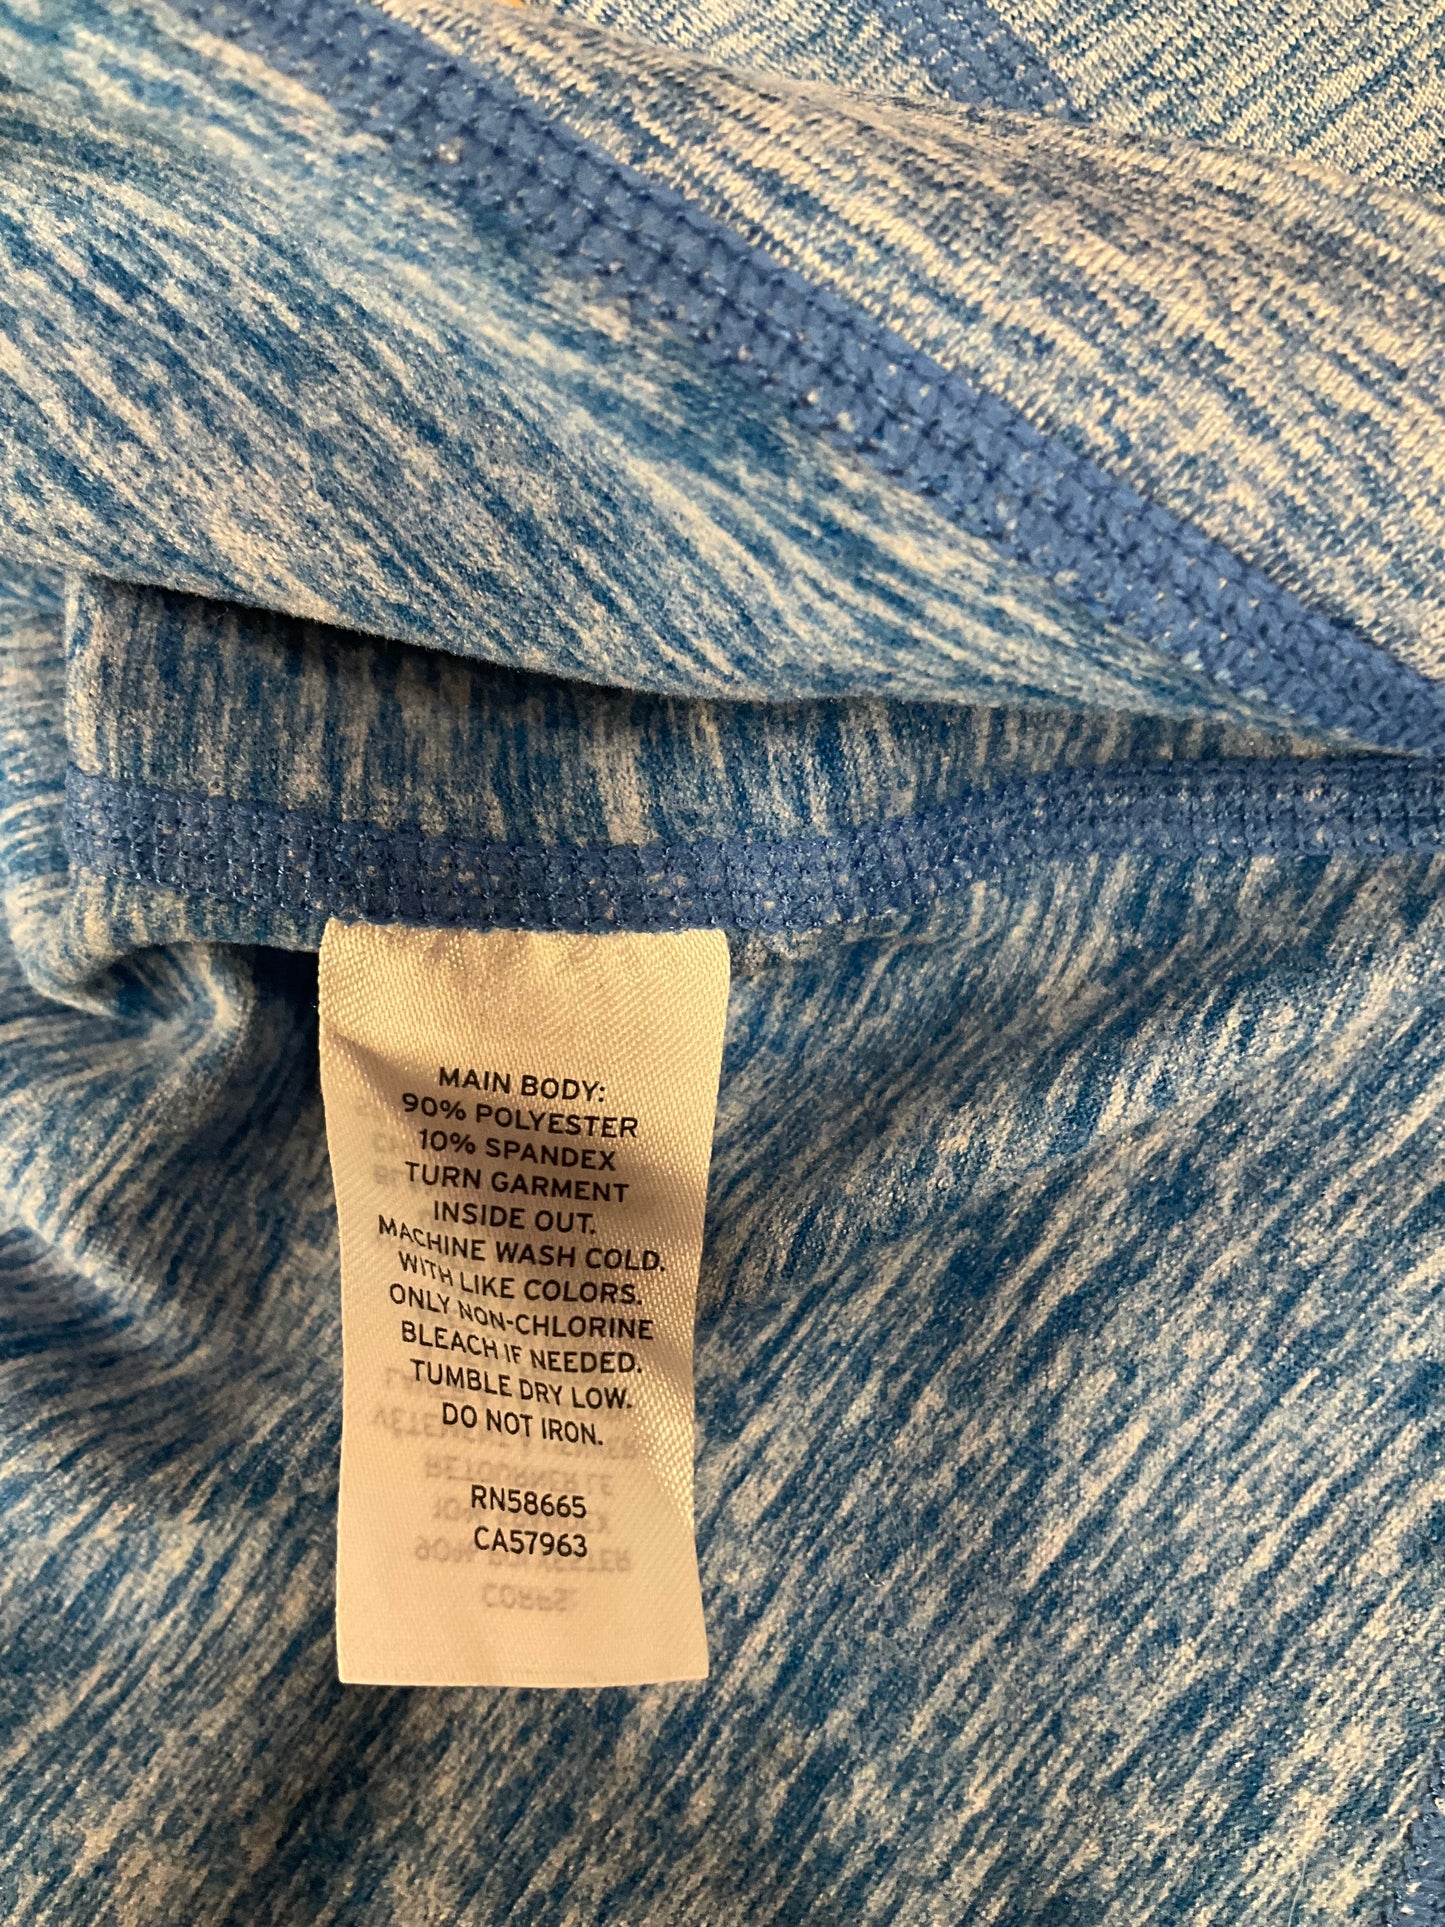 MAIN BODY:
90% POLYESTER
10% SPANDEX
TURN GARMENT
INSIDE OUT.
MACHINE WASH COLD.
WITH LIKE COLORS.
ONLY NON-CHLORINE
BLEACH IF NEEDED.
TUMBLE DRY LOW.
DO NOT IRON.
RN58665
CA57963